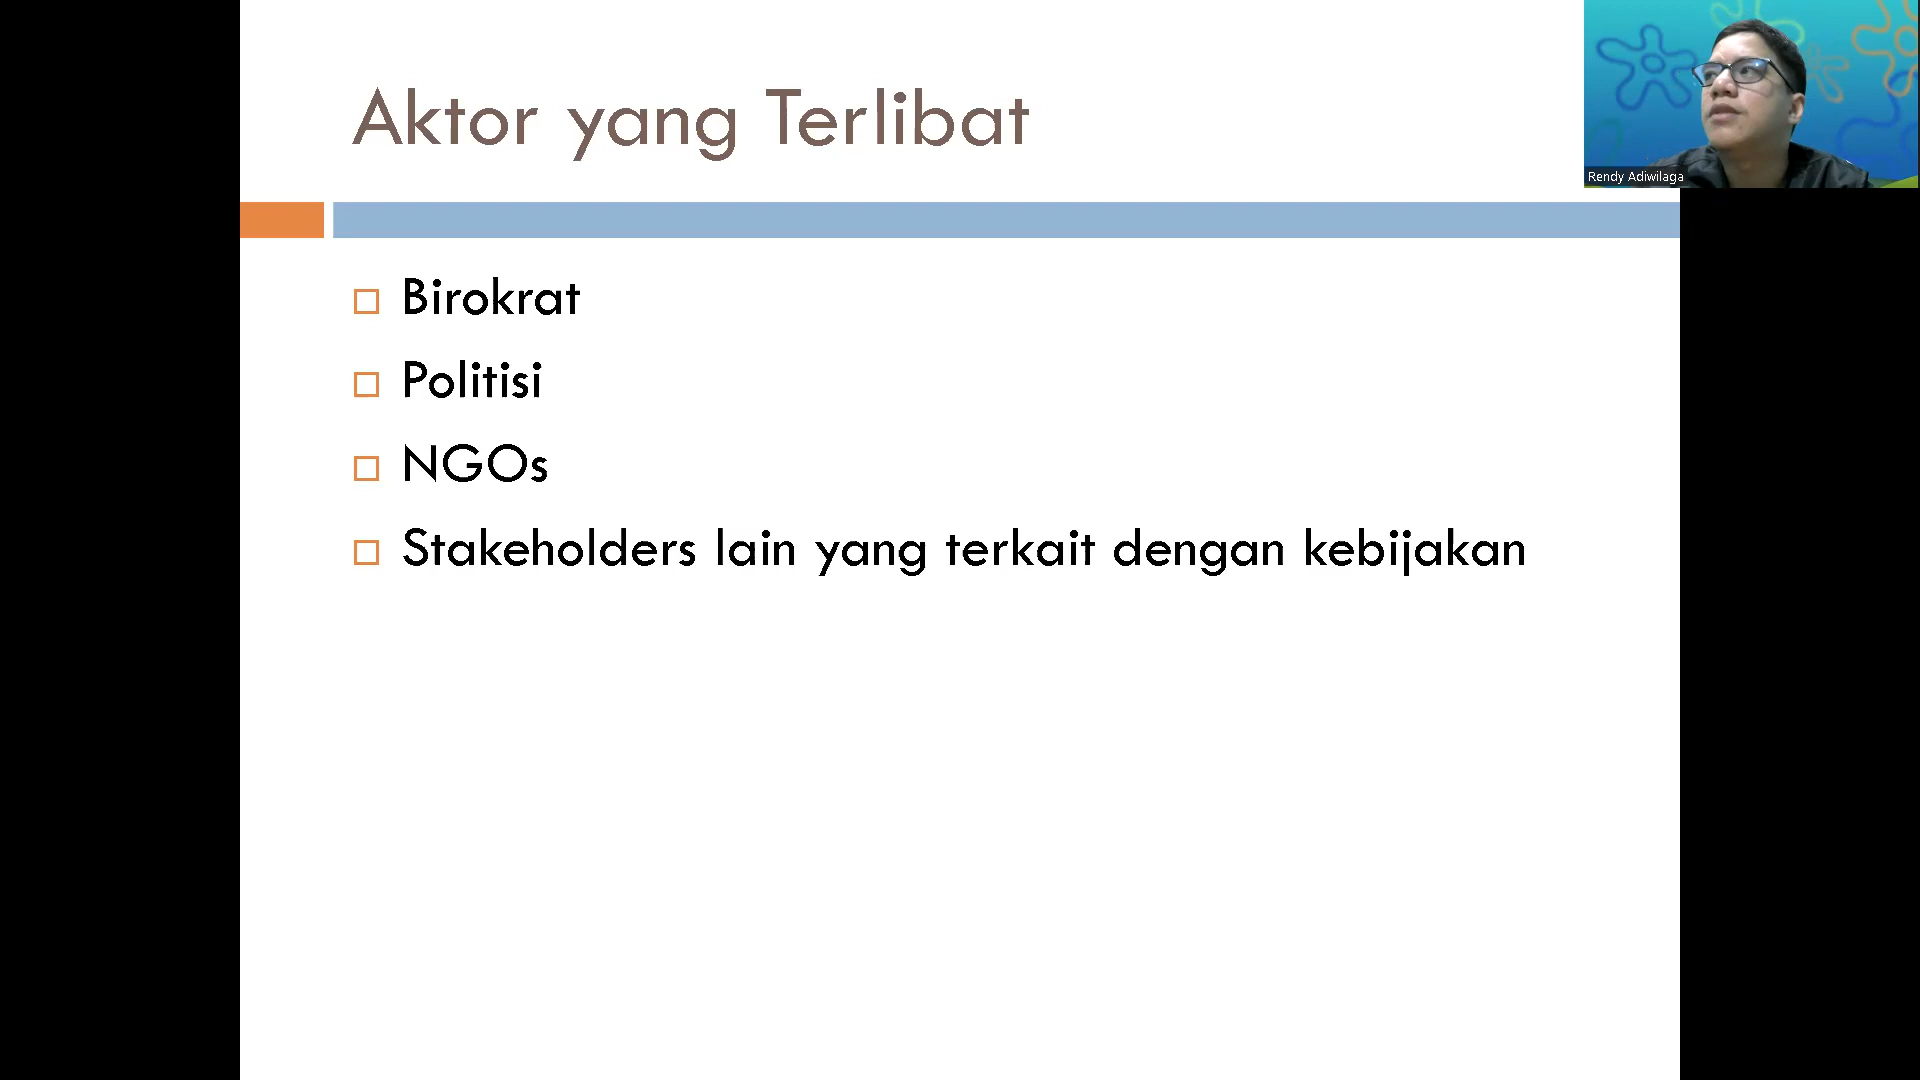 Aktor yang Terlibat
Rendy Adiwilaga
Birokrat
Politisi
NGOs
Stakeholders lain yang terkait dengan kebijakan